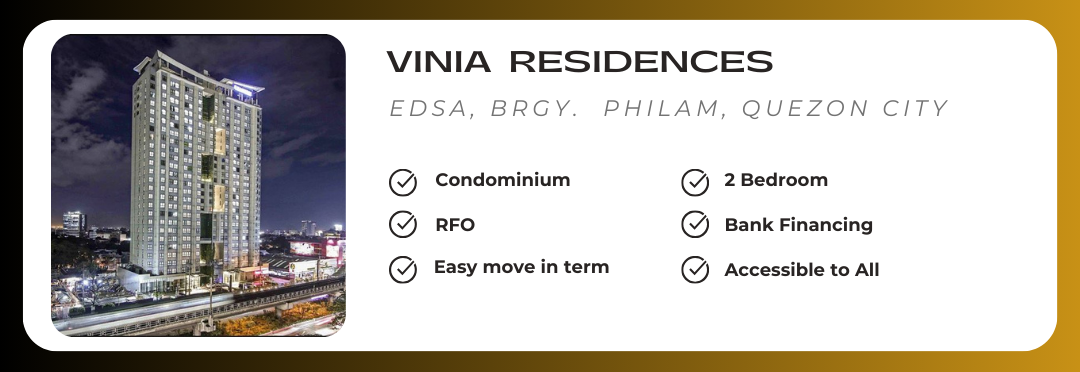 VINIA RESIDENCES
EDSA, BRGY. PHILAM, QUEZON CITY
Condominium
RFO
Easy move in term
2 Bedroom
Bank Financing
Accessible to All